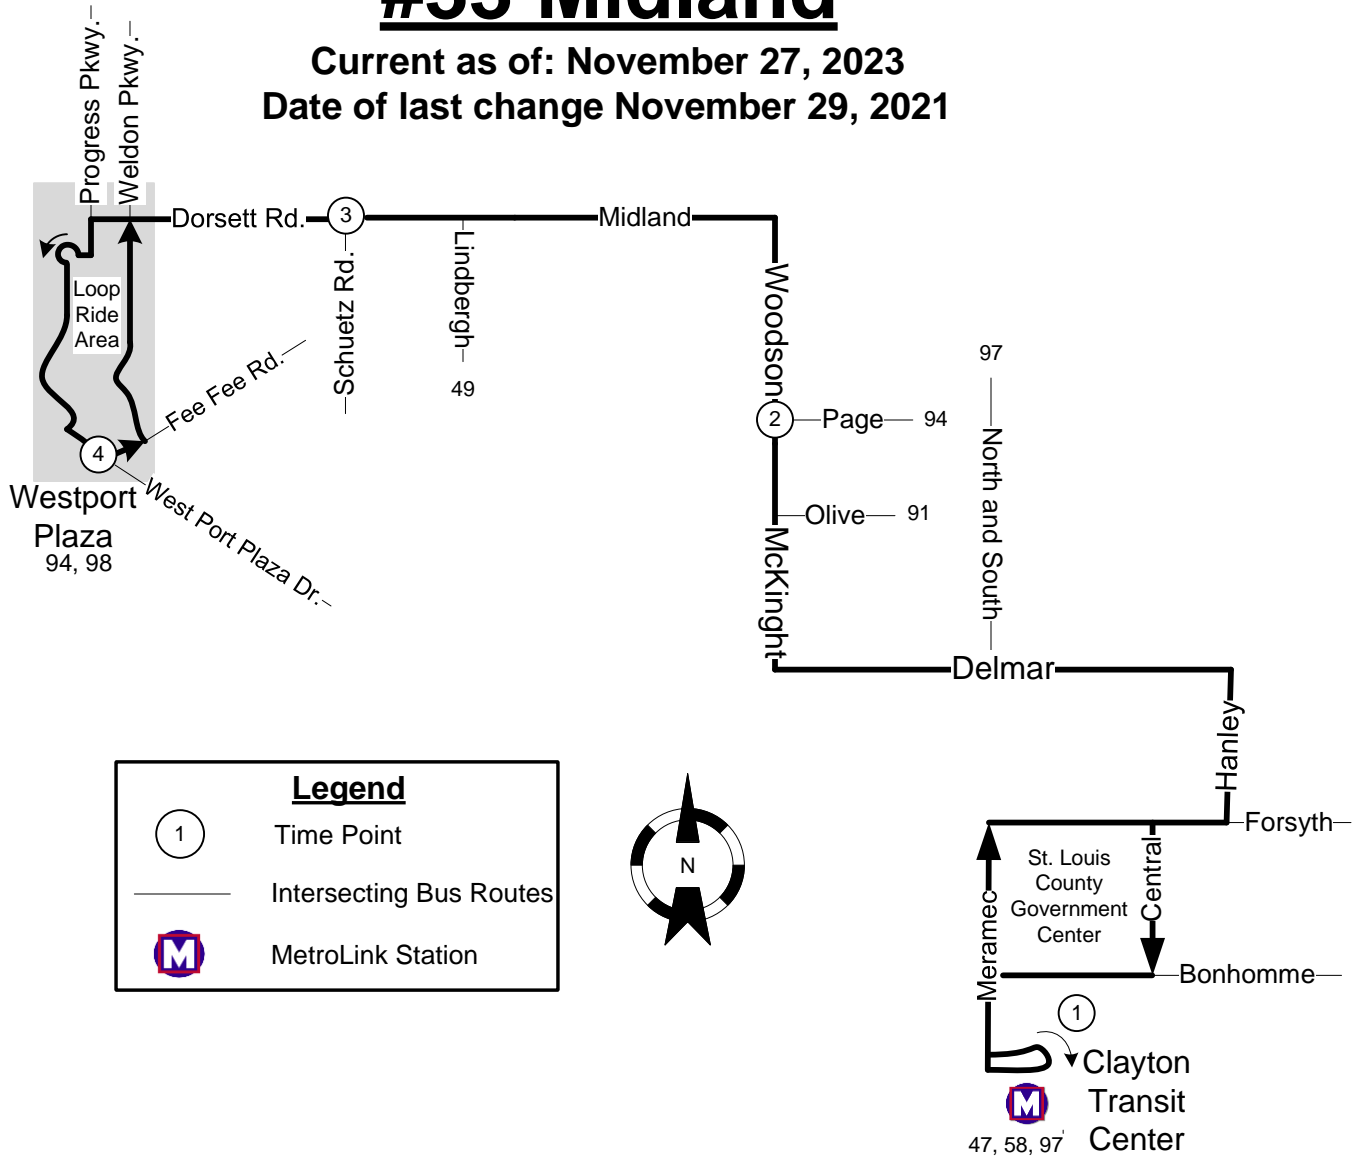 #33 Midland
Current as of: November 27, 2023
Date of last change November 29, 2021
Progress Pkwy.
Weldon Pkwy.
Dorsett Rd.
3
Midland
Loop
Ride
Area
Schuetz Rd.
Lindbergh
49
Woodson
Fee Fee Rd.
97
2
Page
94
North and South
4
Westport
Plaza
94, 98
West Port Plaza Dr.
Olive
91
McKinght
Delmar
Hanley
Forsyth
Legend
1
Time Point
Intersecting Bus Routes
M
MetroLink Station
N
St. Louis
County
Government
Center
Central
Meramec
Bonhomme
1
Clayton
Transit
Center
M
47, 58, 97